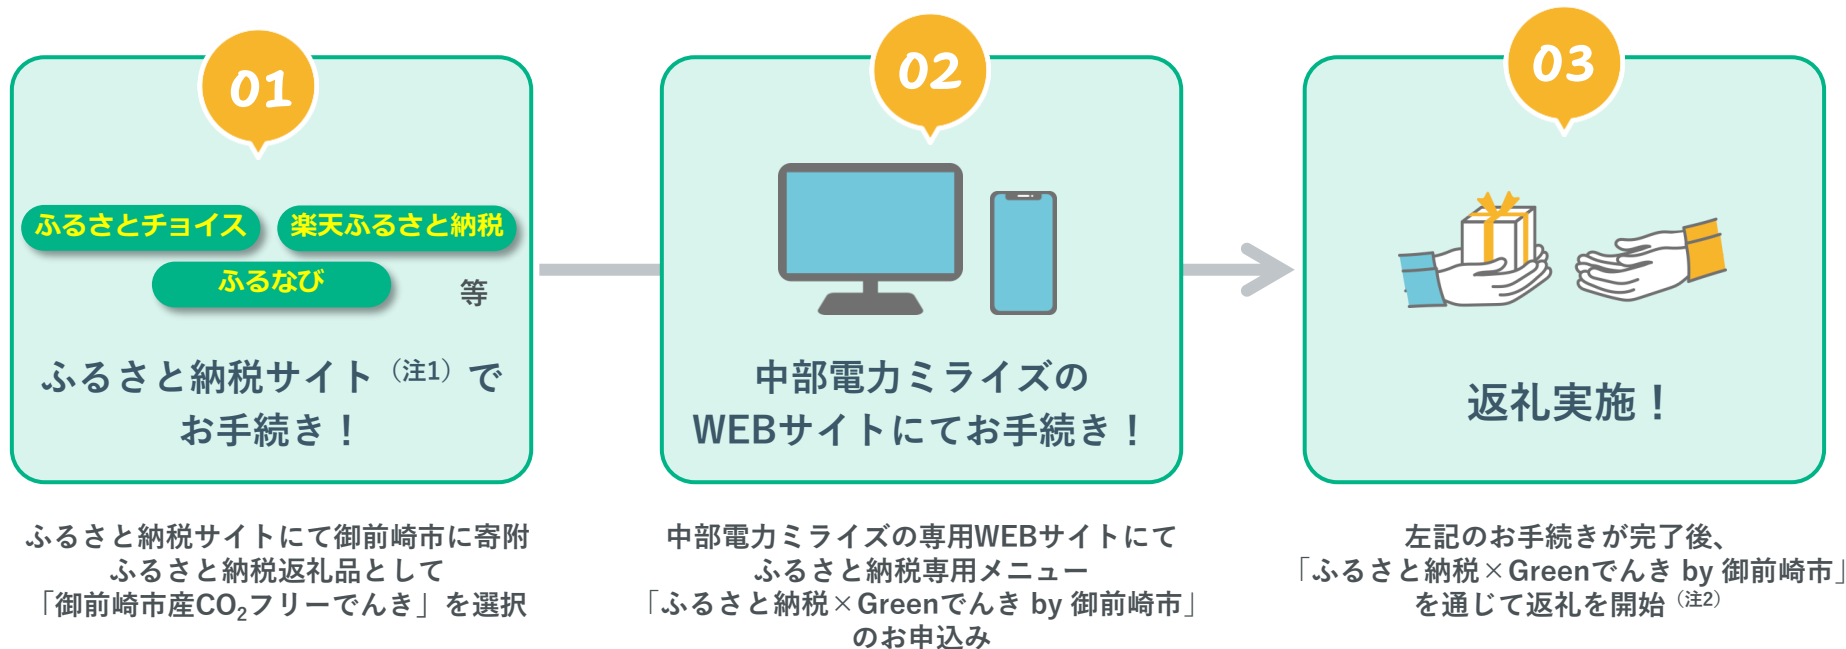 01
ふるさとチョイス
楽天ふるさと納税
ふるなび
等
ふるさと納税サイト（注1）で
お手続き！
ふるさと納税サイトにて御前崎市に寄附
ふるさと納税返礼品として
「御前崎市産CO₂フリーでんき」を選択
02
中部電力ミライズの
WEBサイトにてお手続き！
中部電力ミライズの専用WEBサイトにて
ふるさと納税専用メニュー
「ふるさと納税×Greenでんき by 御前崎市」
のお申込み
03
返礼実施！
左記のお手続きが完了後、
「ふるさと納税×Greenでんき by 御前崎市」
を通じて返礼を開始（注2）